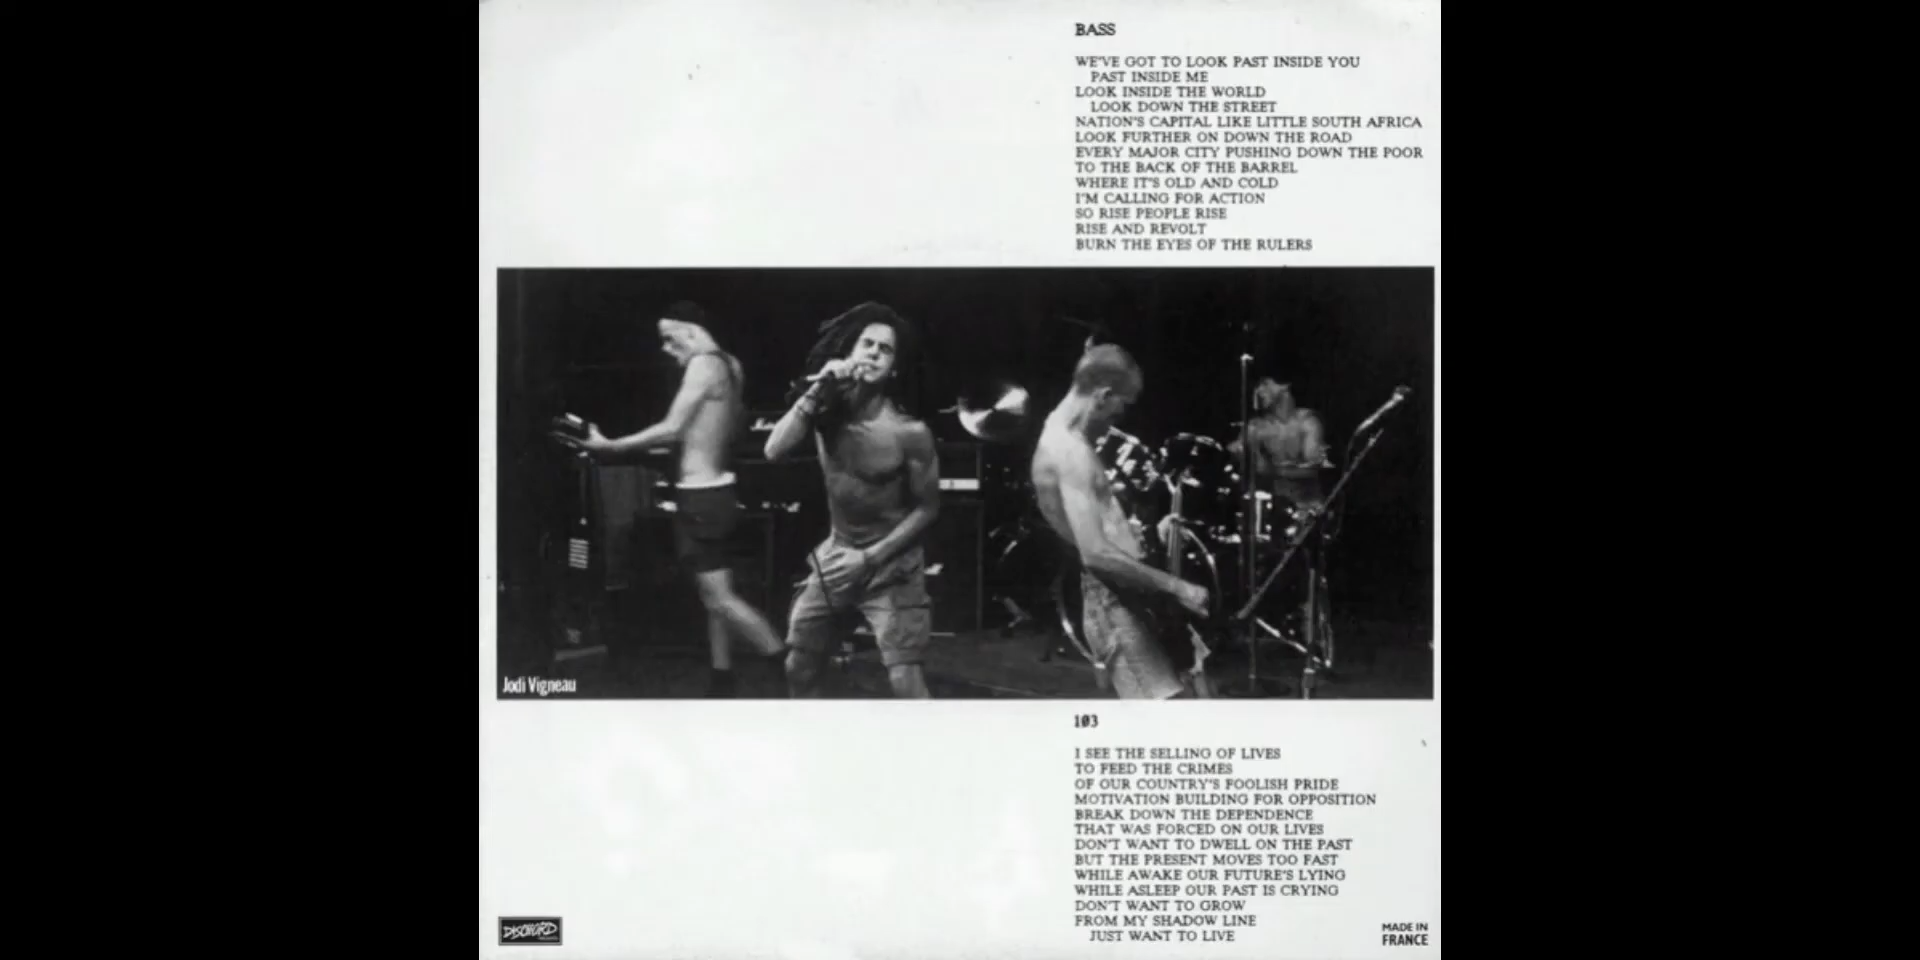 BASS
WE'VE GOT TO LOOK PAST INSIDE YOU
PAST INSIDE ME
LOOK INSIDE THE WORLD
LOOK DOWN THE STREET
NATION'S CAPITAL LIKE LITTLE SOUTH AFRICA
LOOK FURTHER ON DOWN THE ROAD
EVERY MAJOR CITY PUSHING DOWN THE POOR
TO THE BACK OF THE BARREL
WHERE IT'S OLD AND COLD
I'M CALLING FOR ACTION
SO RISE PEOPLE RISE
RISE AND REVOLT
BURN THE EYES OF THE RULERS
Jodi Vigneau
103
I SEE THE SELLING OF LIVES
TO FEED THE CRIMES
OF OUR COUNTRY'S FOOLISH PRIDE
MOTIVATION BUILDING FOR OPPOSITION
BREAK DOWN THE DEPENDENCE
THAT WAS FORCED ON OUR LIVES
DON'T WANT TO DWELL ON THE PAST
BUT THE PRESENT MOVES TOO FAST
WHILE AWAKE OUR FUTURE'S LYING
WHILE ASLEEP OUR PAST IS CRYING
DON'T WANT TO GROW
FROM MY SHADOW LINE
JUST WANT TO LIVE
DISCHORD
MADE IN
FRANCE